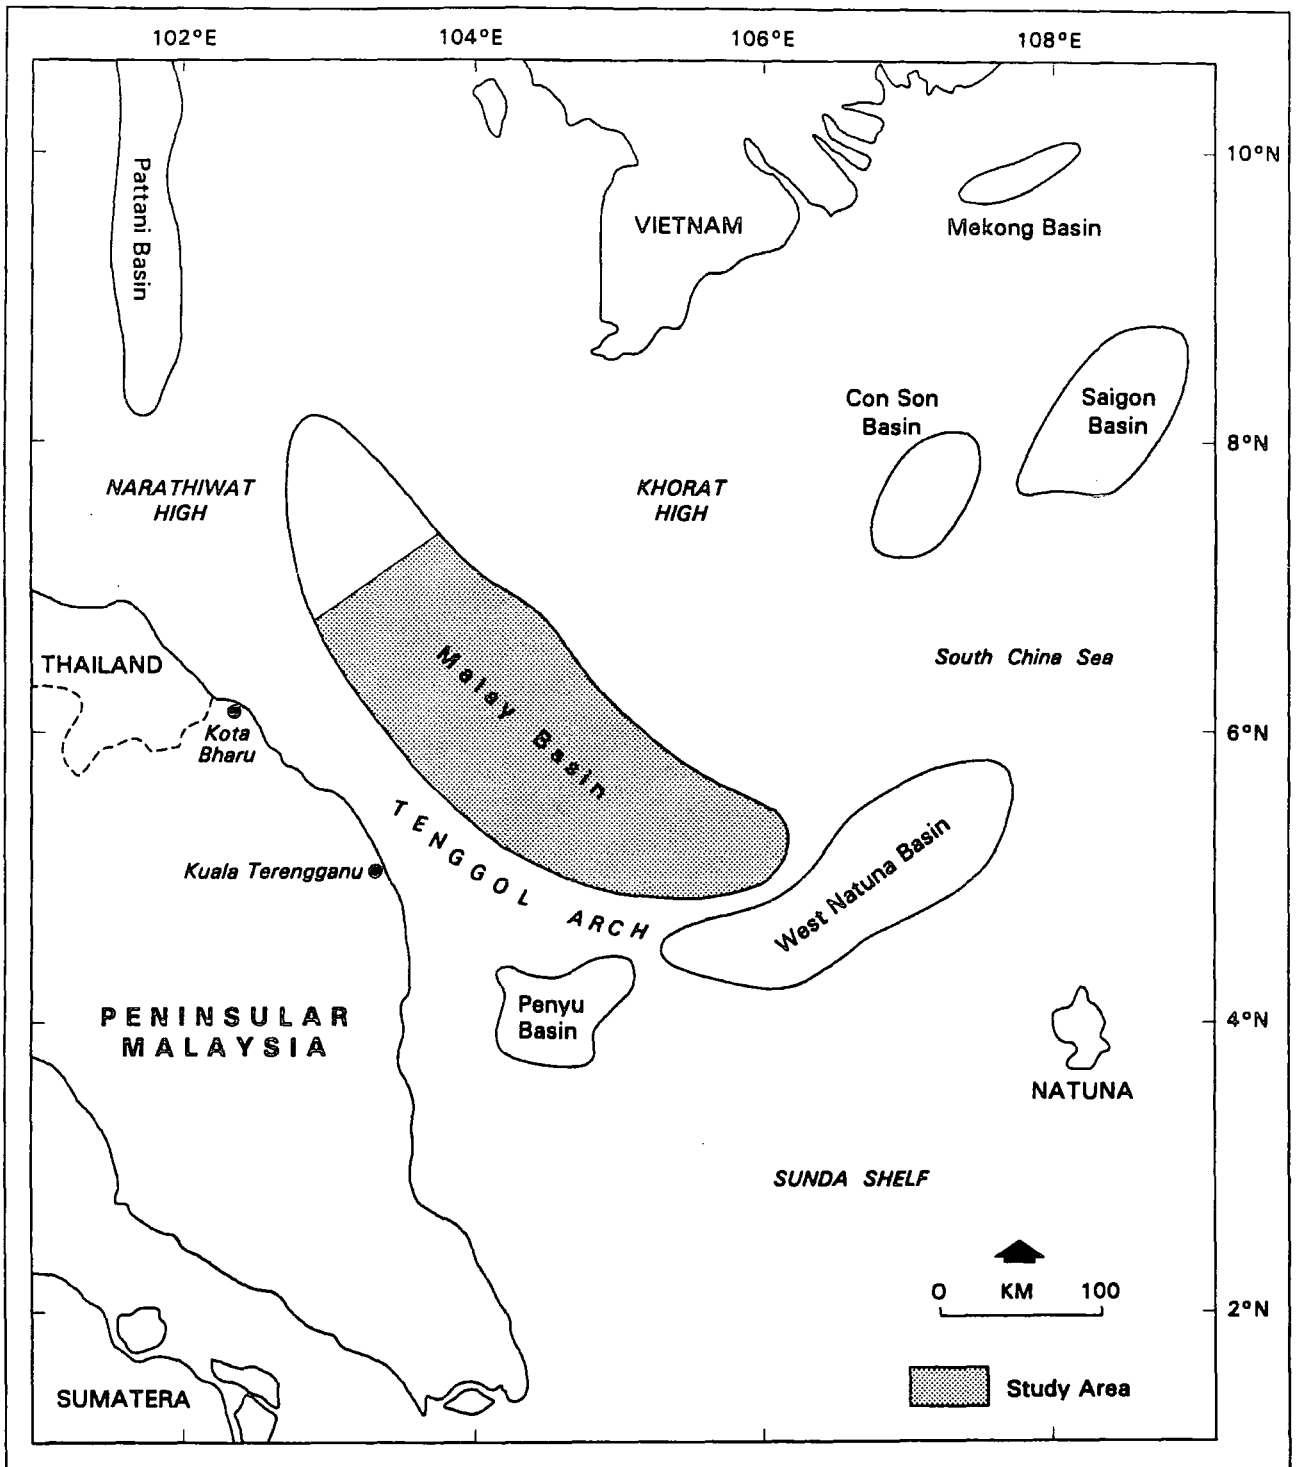 102°E 104°E 106°E 108°E
10°N
Pattani Basin
VIETNAM
Mekong Basin
Con Son
Basin
Saigon
Basin
8°N
NARATHIWAT
HIGH
KHORAT
HIGH
South China Sea
THAILAND
Malay Basin
6°N
Kota
Bharu
TENGGOL ARCH
Kuala Terengganu
West Natuna Basin
Penyu
Basin
PENINSULAR
MALAYSIA
4°N
NATUNA
SUNDA SHELF
0 KM 100
2°N
Study Area
SUMATERA